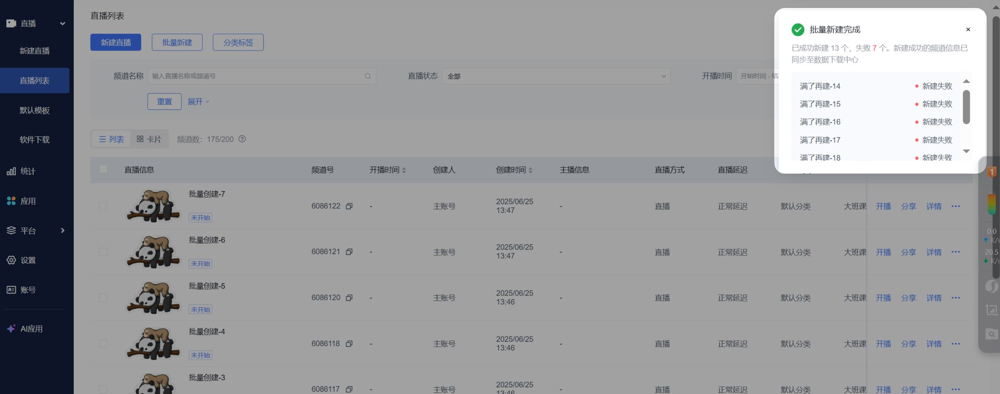 直播
新建直播
直播列表
默认模板
软件下载
统计
应用
平台
设置
账号
AI应用
直播列表
新建直播
批量新建
分类标签
频道名称
输入直播名称或频道号
直播状态
全部
开播时间
开始时间 - 结
重置
展开
列表
卡片
频道数：175/200
直播信息 频道号 开播时间 创建人 创建时间 主播信息 直播方式 直播延迟
批量创建-7
未开始
6086122 - 主账号 2025/06/25 13:47 - 直播 正常延迟 默认分类 大班课 开播 分享 详情 ···
批量创建-6
未开始
6086121 - 主账号 2025/06/25 13:47 - 直播 正常延迟 默认分类 大班课 开播 分享 详情 ···
批量创建-5
未开始
6086120 - 主账号 2025/06/25 13:46 - 直播 正常延迟 默认分类 大班课 开播 分享 详情 ···
批量创建-4
未开始
6086118 - 主账号 2025/06/25 13:46 - 直播 正常延迟 默认分类 大班课 开播 分享 详情 ···
批量创建-3
6086117 - 主账号 2025/06/25 13:46 - 直播 正常延迟 默认分类 大班课 开播 分享 详情 ···
批量新建完成
已成功新建 13 个，失败 7 个。新建成功的频道信息已
同步至数据下载中心
满了再建-14 新建失败
满了再建-15 新建失败
满了再建-16 新建失败
满了再建-17 新建失败
满了再建-18 新建失败
1
0.0
K/s
20.5
K/s